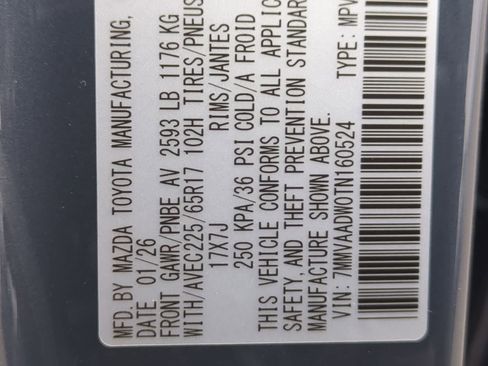 MFD. BY MAZDA TOYOTA MANUFACTURING,
DATE: 01/26
FRONT GAWR/PNBE AV 2593 LB 1176 KG
WITH/AVEC225/65R17 102H TIRES/PNEUS
17X7J RIMS/JANTES
250 KPA/36 PSI COLD/A FROID
THIS VEHICLE CONFORMS TO ALL APPLIC
SAFETY, AND THEFT PREVENTION STANDAR
MANUFACTURE SHOWN ABOVE.
VIN: 7MMVAADW0TN160524 TYPE: MPV